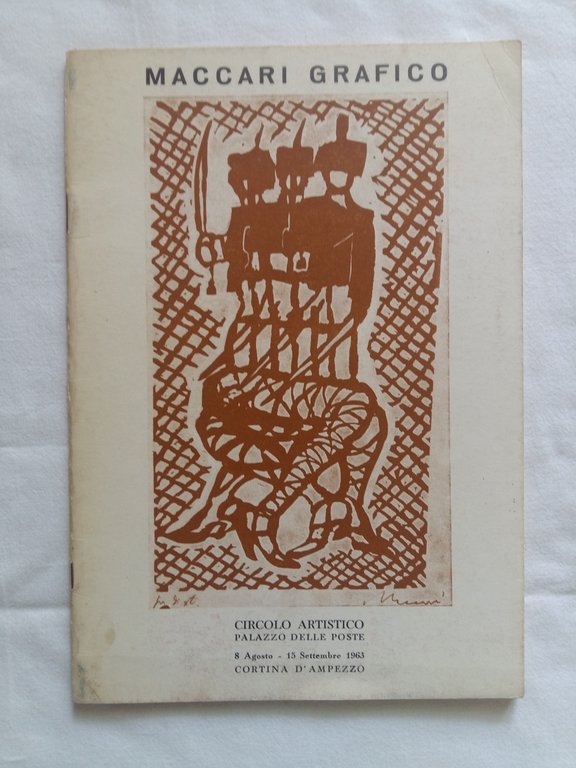 MACCARI GRAFICO
CIRCOLO ARTISTICO
PALAZZO DELLE POSTE
8 Agosto - 15 Settembre 1963
CORTINA D'AMPEZZO